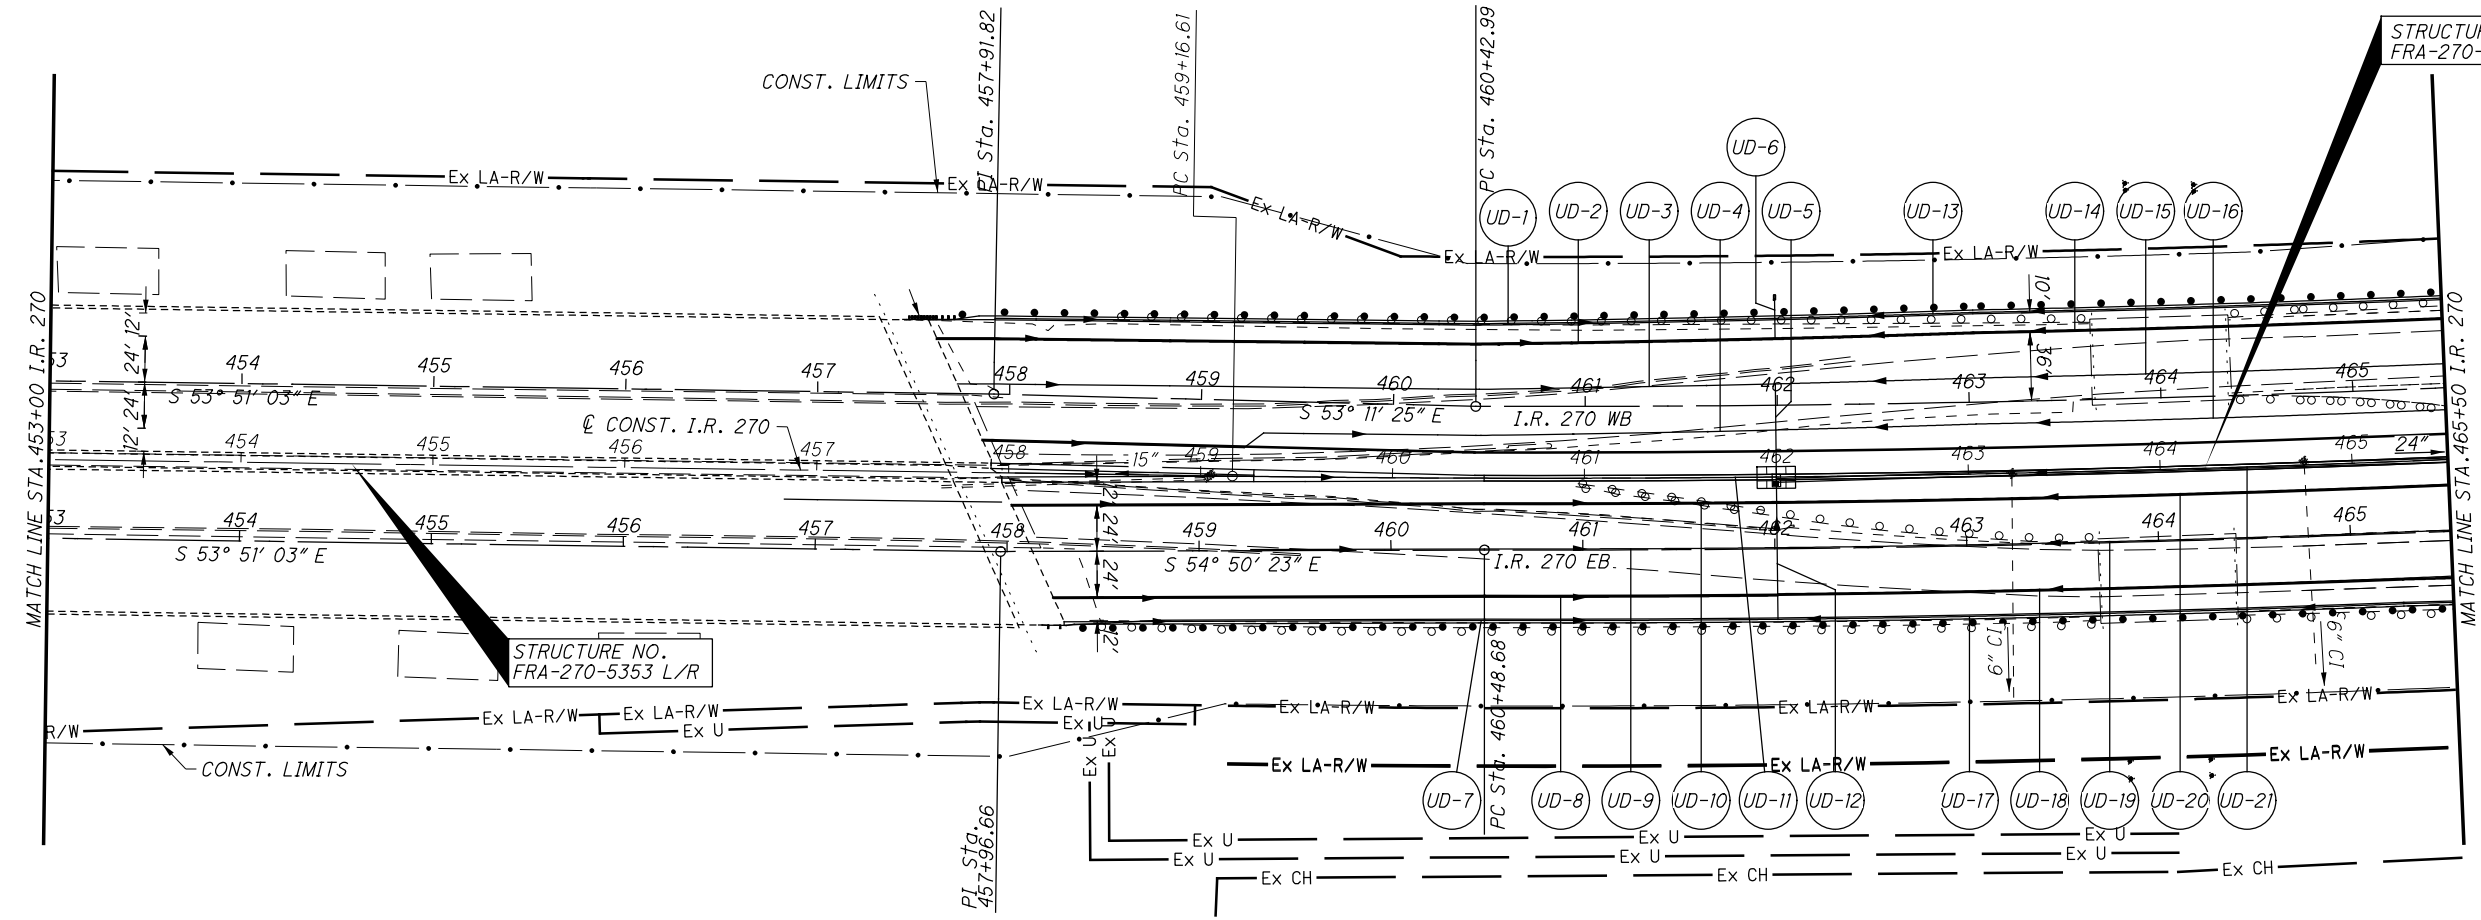 PI Sta. 457+91.82
PC Sta. 459+16.61
PC Sta. 460+42.99
STRUCTUR
FRA-270-
CONST. LIMITS
UD-6
Ex LA-R/W
Ex LA-R/W
Ex LA-R/W
Ex LA-R/W
Ex LA-R/W
UD-1
UD-2
UD-3
UD-4
UD-5
UD-13
UD-14
UD-15
UD-16
MATCH LINE STA.453+00 I.R. 270
MATCH LINE STA.465+50 I.R. 270
12'
24'
24'
12'
10'
36'
53
454
455
456
457
458
459
460
461
462
463
464
465
S 53° 51' 03" E
S 53° 11' 25" E
I.R. 270 WB
℄ CONST. I.R. 270
53
454
455
456
457
458
15"
459
460
461
462
463
464
465
24"
12'
24'
24'
12'
53
454
455
456
457
458
459
460
461
462
463
464
465
S 53° 51' 03" E
S 54° 50' 23" E
I.R. 270 EB
STRUCTURE NO.
FRA-270-5353 L/R
6" CI
36" CI
R/W
Ex LA-R/W
Ex LA-R/W
Ex LA-R/W
Ex LA-R/W
Ex LA-R/W
Ex LA-R/W
Ex U
Ex U
Ex U
Ex U
CONST. LIMITS
Ex LA-R/W
Ex LA-R/W
Ex LA-R/W
PI Sta.
457+96.66
PC Sta. 460+48.68
UD-7
UD-8
UD-9
UD-10
UD-11
UD-12
UD-17
UD-18
UD-19
UD-20
UD-21
Ex U
Ex U
Ex U
Ex U
Ex U
Ex U
Ex CH
Ex CH
Ex CH